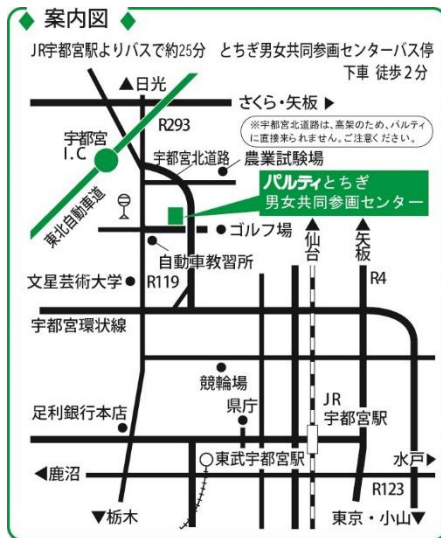 案内図
JR宇都宮駅よりバスで約25分 とちぎ男女共同参画センターバス停
下車 徒歩2分
▲日光
さくら・矢板▶
R293
※宇都宮北道路は、高架のため、パルティ
に直接来られません。ご注意ください。
宇都宮
I.C
宇都宮北道路
農業試験場
東北自動車道
パルティとちぎ
男女共同参画センター
ゴルフ場
自動車教習所
▲仙台
▲矢板
文星芸術大学
R119
R4
宇都宮環状線
競輪場
足利銀行本店
県庁
JR
宇都宮駅
東武宇都宮駅
水戸▶
◀鹿沼
R123
▼栃木
東京・小山▼